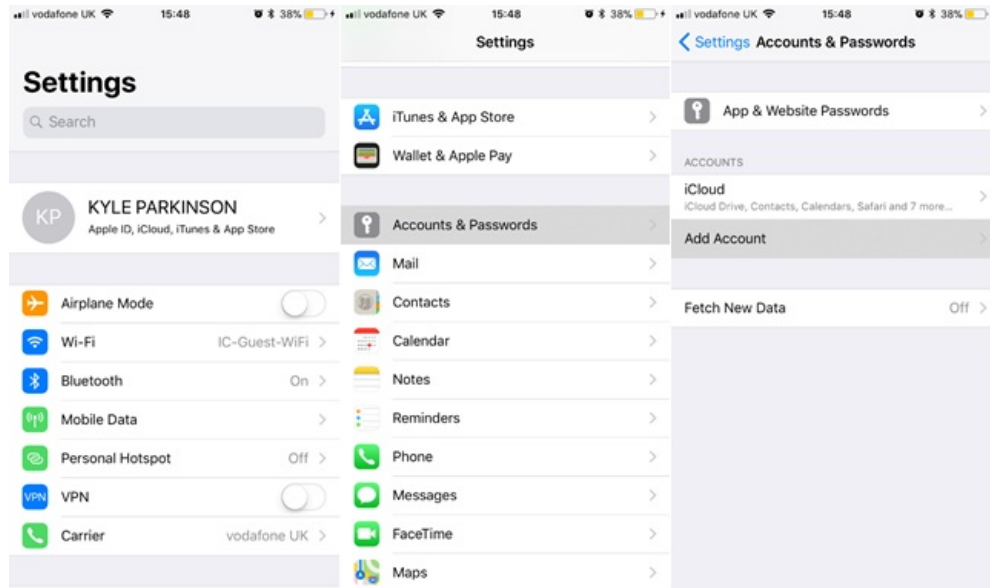 vodafone UK 15:48 38%
Settings
Search
KP
KYLE PARKINSON
Apple ID, iCloud, iTunes & App Store
Airplane Mode
Wi-Fi IC-Guest-WiFi
Bluetooth On
Mobile Data
Personal Hotspot Off
VPN VPN
Carrier vodafone UK
vodafone UK 15:48 38%
Settings
iTunes & App Store
Wallet & Apple Pay
Accounts & Passwords
Mail
Contacts
Calendar
Notes
Reminders
Phone
Messages
FaceTime
Maps
vodafone UK 15:48 38%
Settings Accounts & Passwords
App & Website Passwords
ACCOUNTS
iCloud
iCloud Drive, Contacts, Calendars, Safari and 7 more...
Add Account
Fetch New Data Off